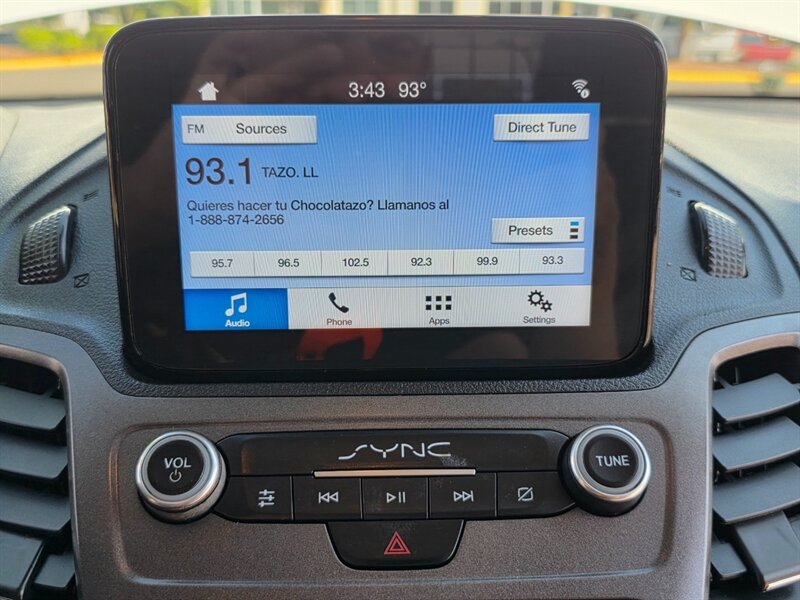 3:43 93°
FM Sources
Direct Tune
93.1 TAZO. LL
Quieres hacer tu Chocolatazo? Llamanos al
1-888-874-2656
Presets
95.7 96.5 102.5 92.3 99.9 93.3
Audio Phone Apps Settings
SYNC
VOL
TUNE